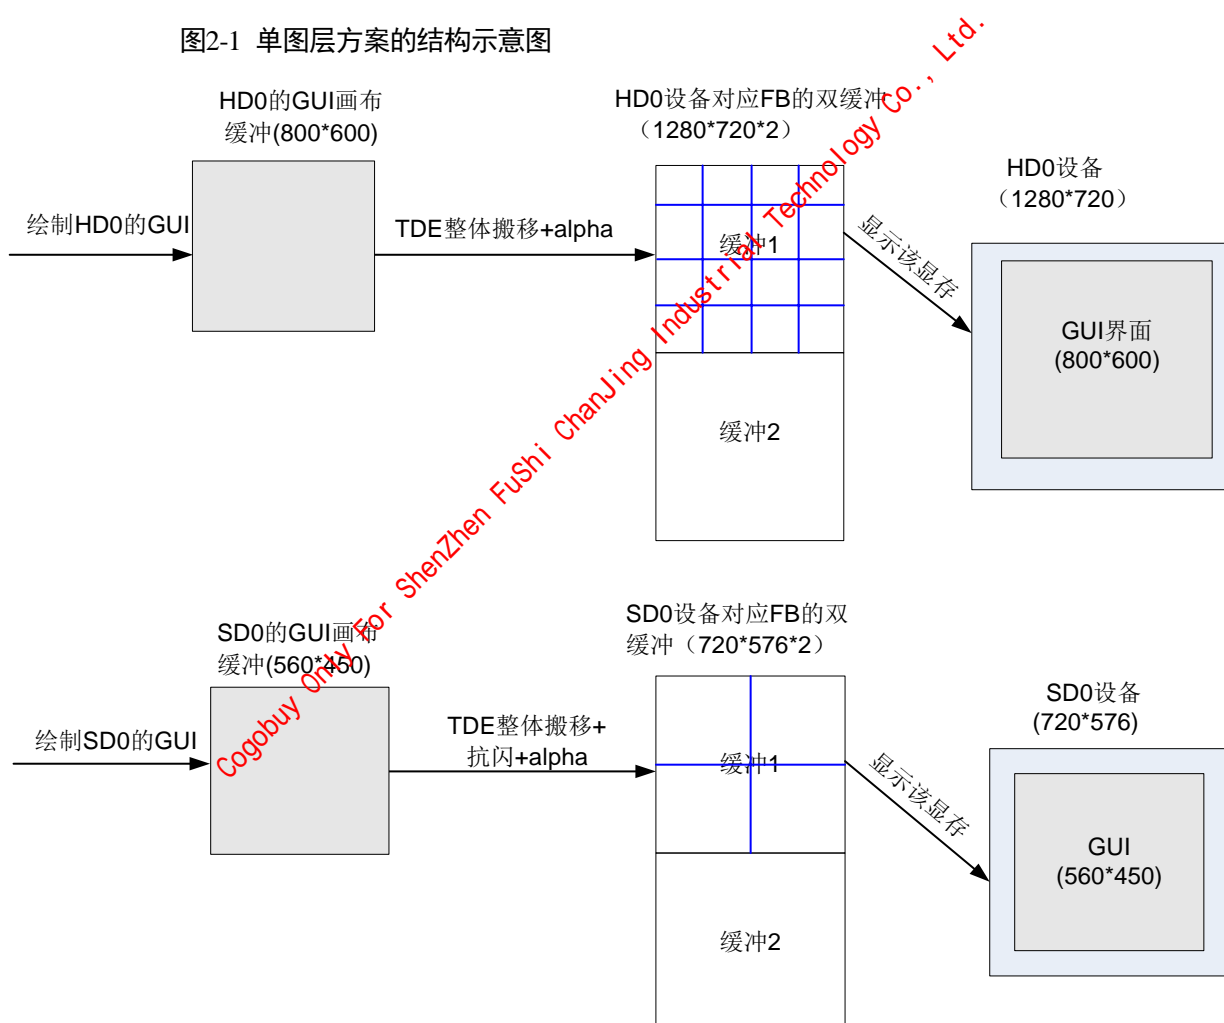 图2-1 单图层方案的结构示意图
HD0的GUI画布
缓冲(800*600)
HD0设备对应FB的双缓冲
（1280*720*2）
HD0设备
（1280*720）
绘制HD0的GUI
TDE整体搬移+alpha
缓冲1
显示该显存
GUI界面
(800*600)
缓冲2
SD0的GUI画布
缓冲(560*450)
SD0设备对应FB的双
缓冲（720*576*2）
SD0设备
(720*576)
绘制SD0的GUI
TDE整体搬移+
抗闪+alpha
缓冲1
显示该显存
GUI
(560*450)
缓冲2
Cogobuy Only For ShenZhen FuShi ChanJing Industrial Technology Co., Ltd.